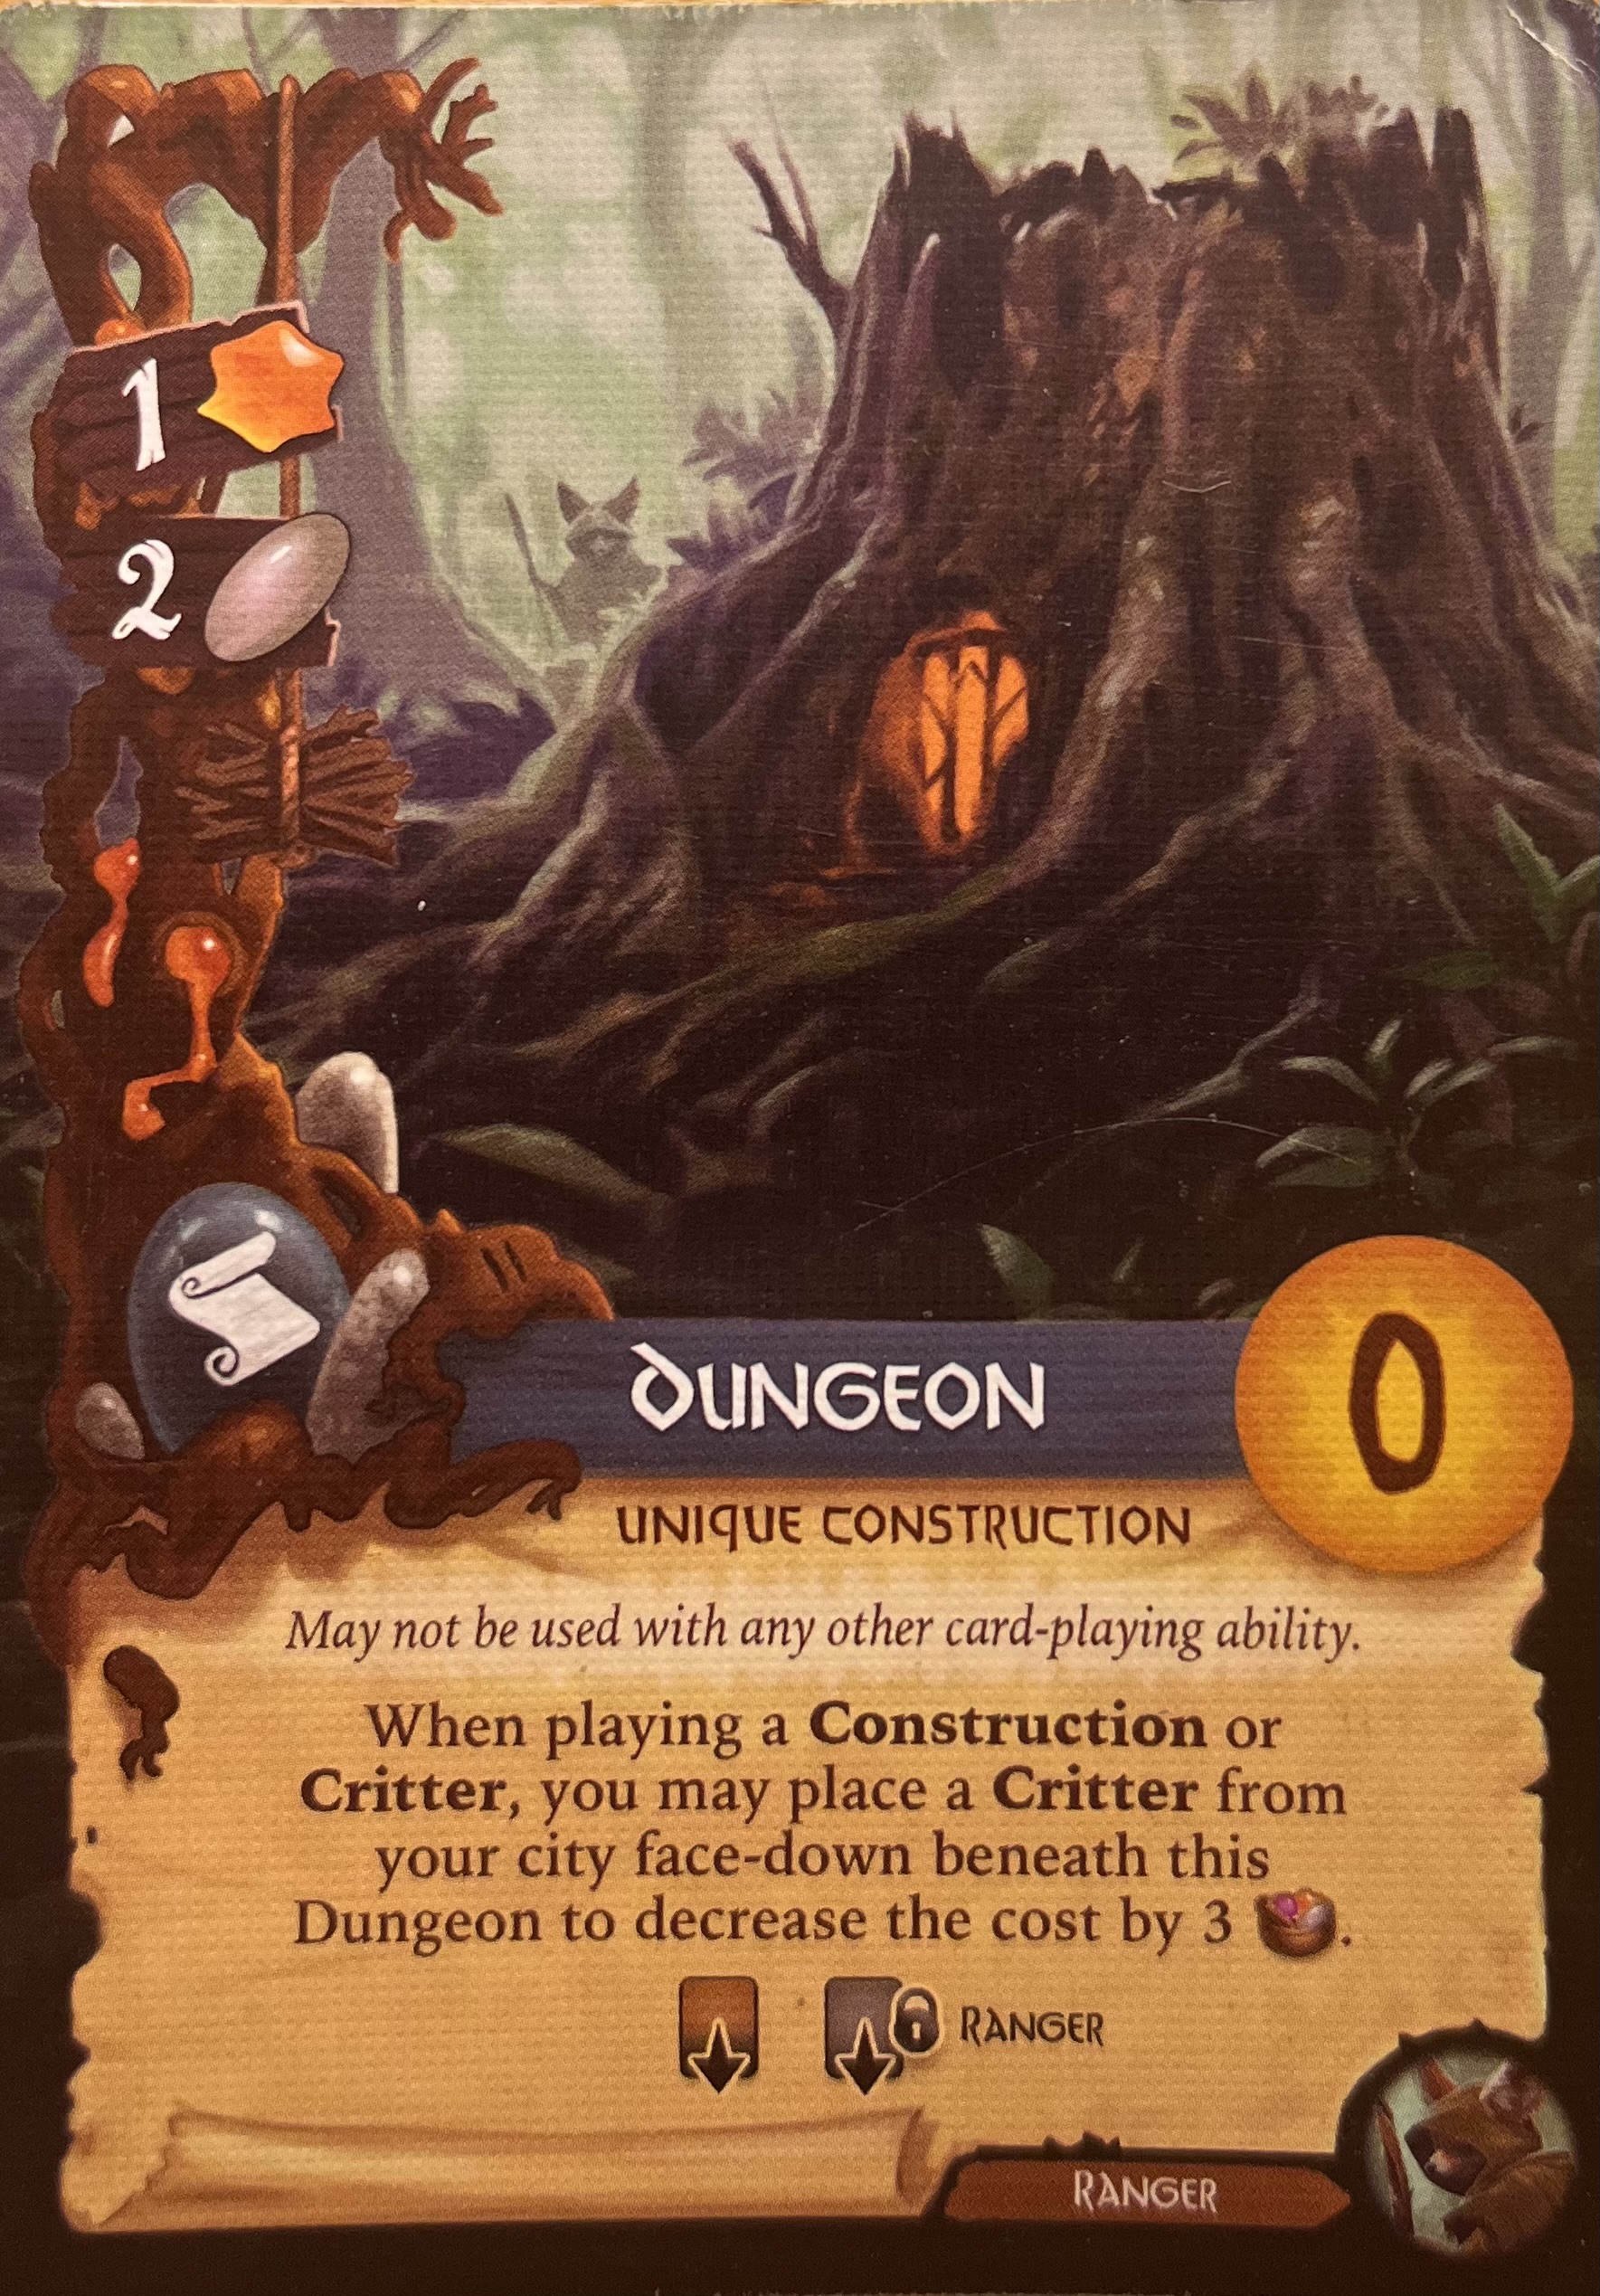 1
2
DUNGEON
0
UNIQUE CONSTRUCTION
May not be used with any other card-playing ability.
When playing a Construction or
Critter, you may place a Critter from
your city face-down beneath this
Dungeon to decrease the cost by 3 .
RANGER
RANGER